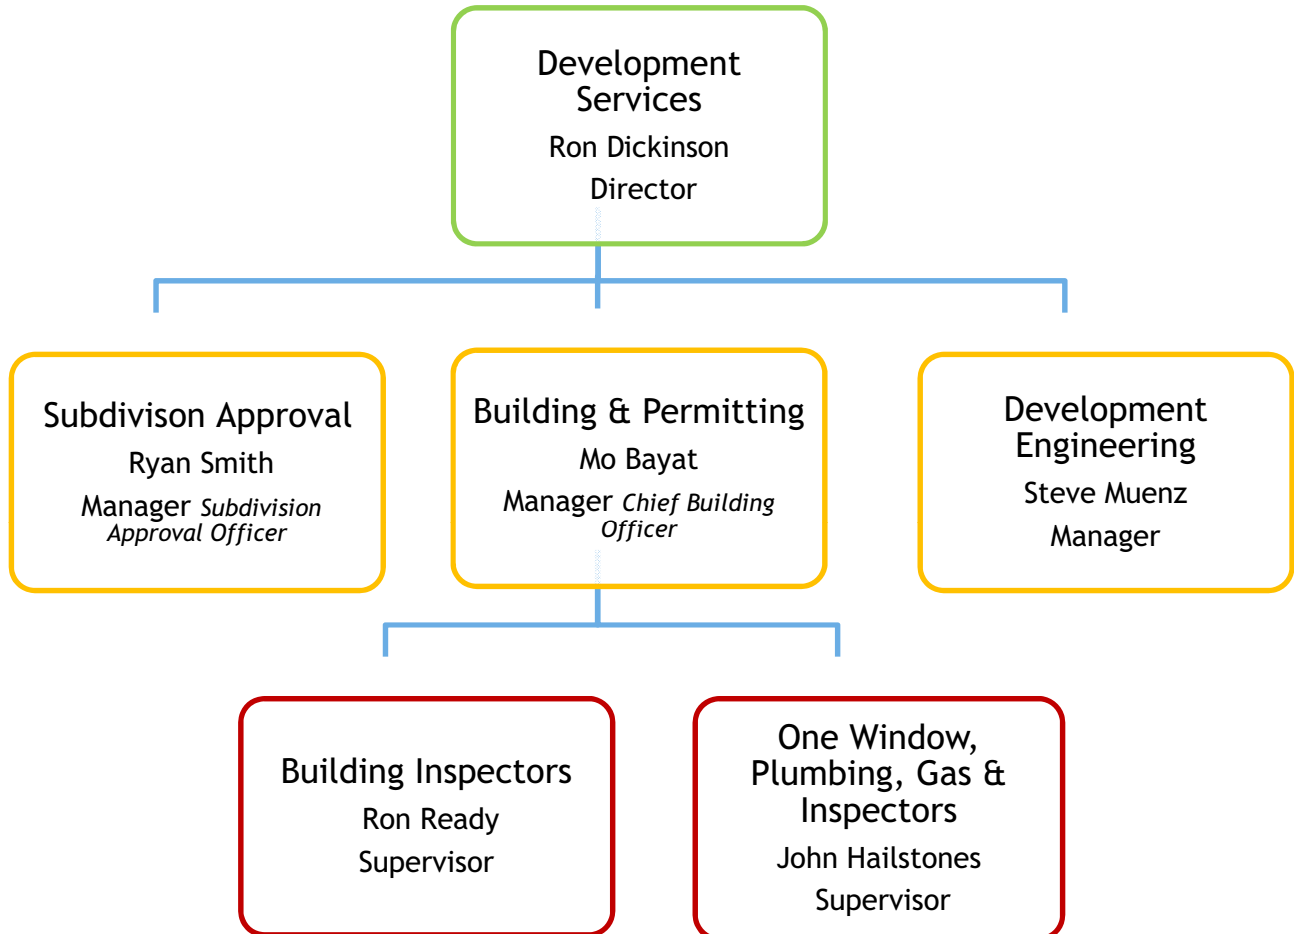 Development
Services
Ron Dickinson
Director
Subdivison Approval
Ryan Smith
Manager Subdivision
Approval Officer
Building & Permitting
Mo Bayat
Manager Chief Building
Officer
Development
Engineering
Steve Muenz
Manager
Building Inspectors
Ron Ready
Supervisor
One Window,
Plumbing, Gas &
Inspectors
John Hailstones
Supervisor